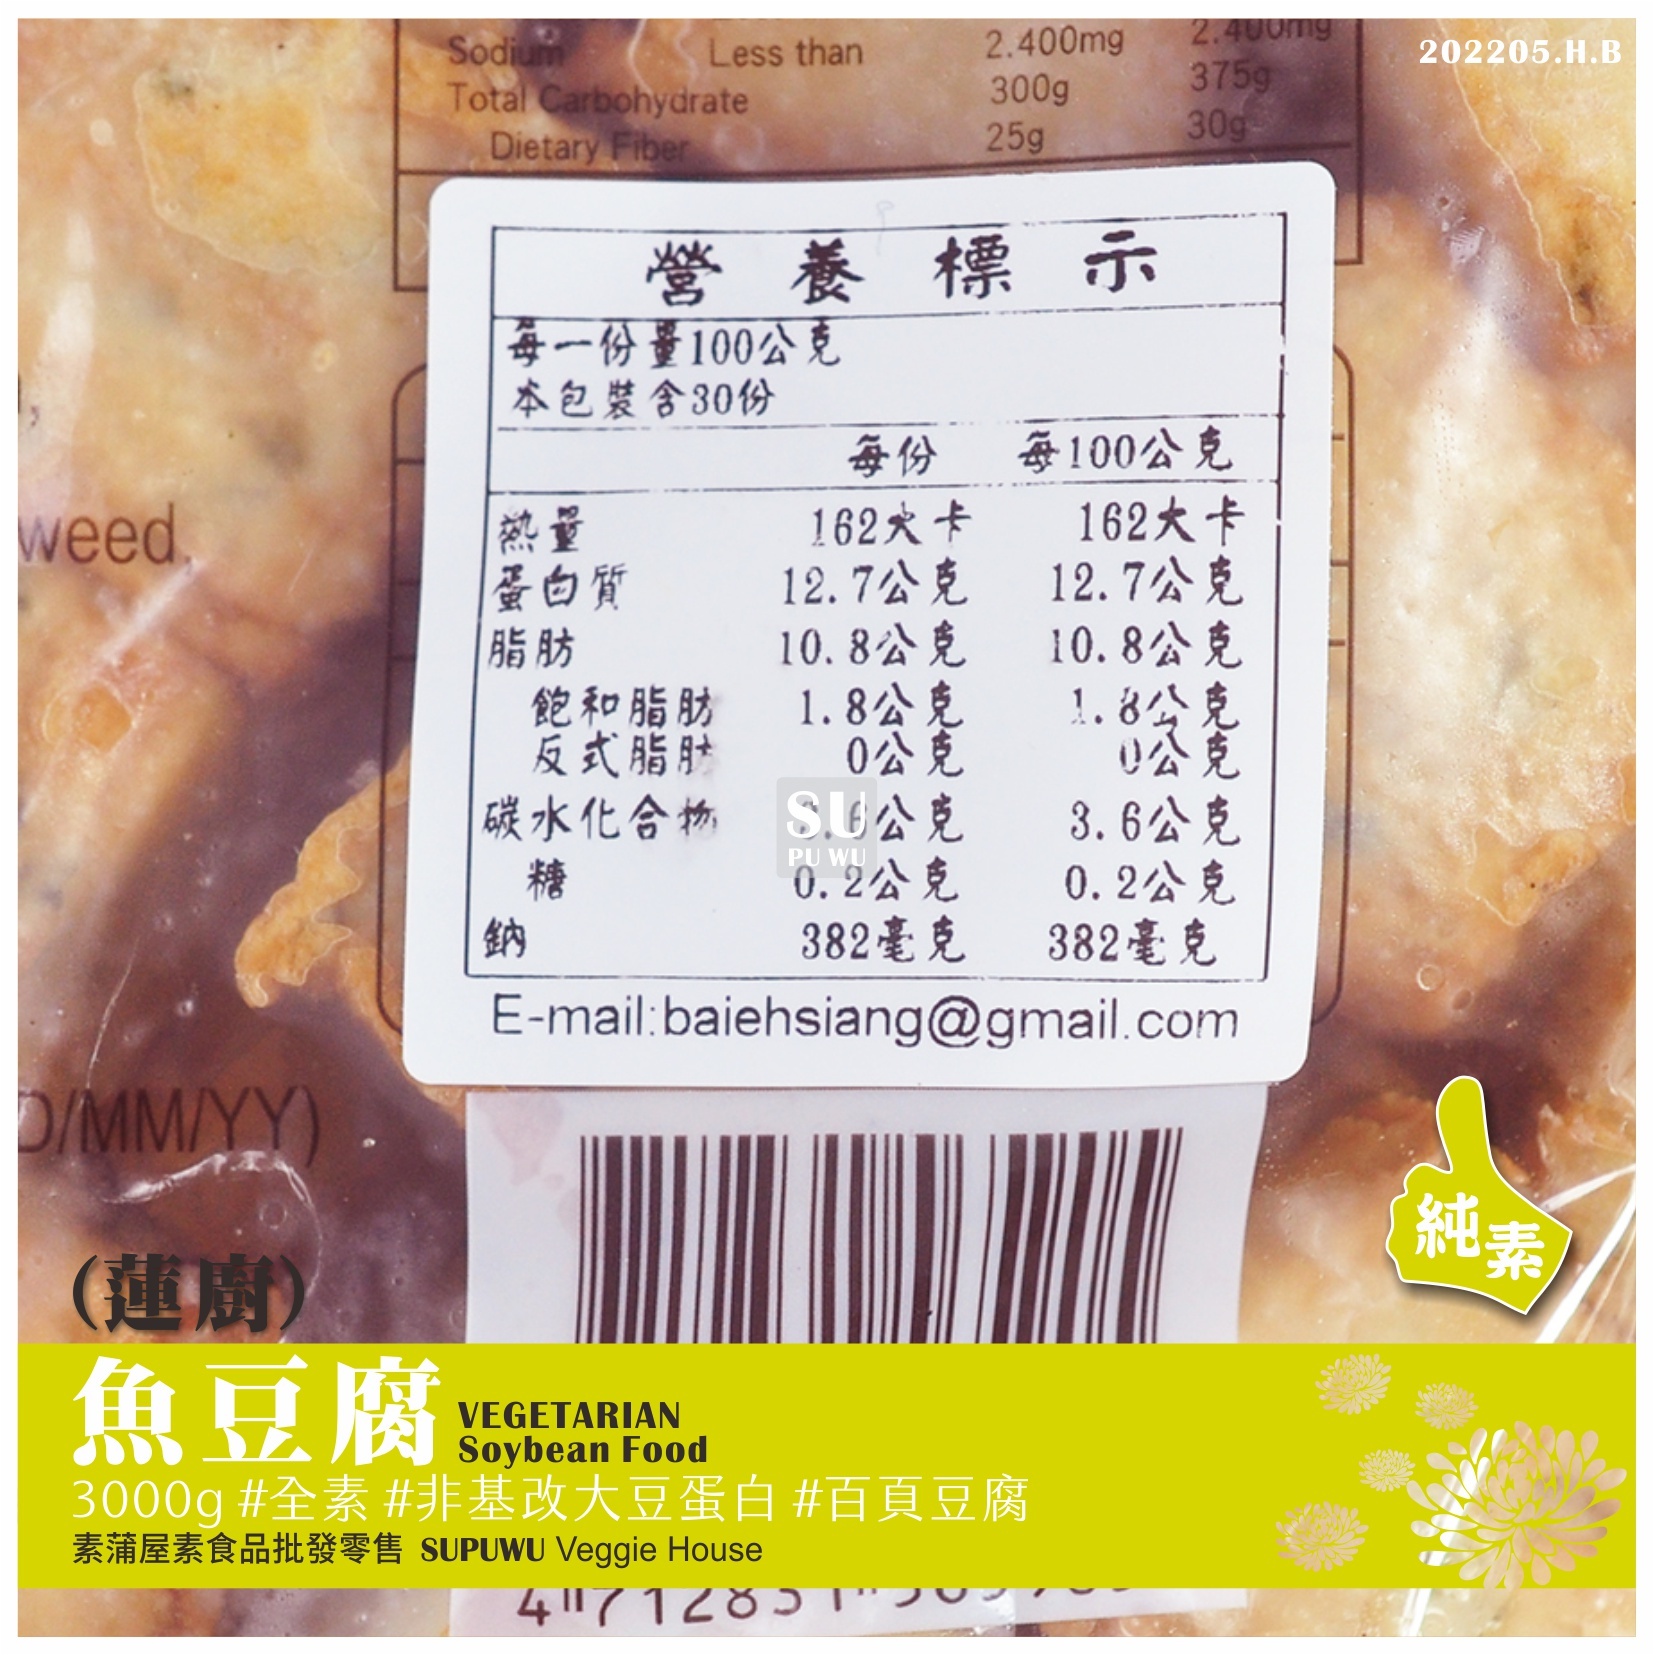 202205.H.B
Sodium Less than 2.400mg 2.400mg
Total Carbohydrate 300g 375g
Dietary Fiber 25g 30g
營養標示
每一份量100公克
本包裝含30份
每份 每100公克
熱量 162大卡 162大卡
蛋白質 12.7公克 12.7公克
脂肪 10.8公克 10.8公克
飽和脂肪 1.8公克 1.8公克
反式脂肪 0公克 0公克
碳水化合物 3.6公克 3.6公克
糖 0.2公克 0.2公克
鈉 382毫克 382毫克
SU
PU WU
E-mail:baiehsiang@gmail.com
weed,
D/MM/YY)
純素
(蓮廚)
魚豆腐 VEGETARIAN
Soybean Food
3000g #全素 #非基改大豆蛋白 #百頁豆腐
素蒲屋素食品批發零售 SUPUWU Veggie House